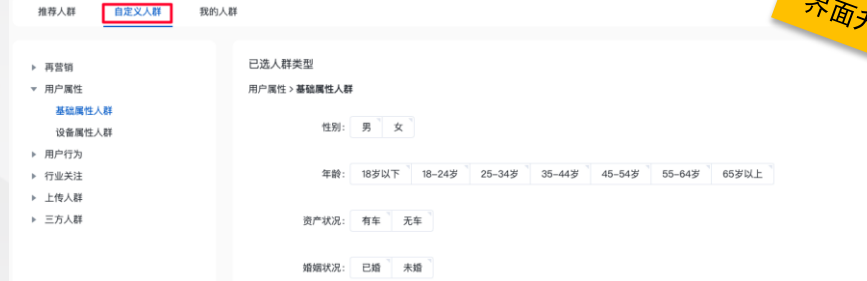 推荐人群 自定义人群 我的人群
界面
再营销
用户属性
基础属性人群
设备属性人群
用户行为
行业关注
上传人群
三方人群
已选人群类型
用户属性 > 基础属性人群
性别: 男 女
年龄: 18岁以下 18-24岁 25-34岁 35-44岁 45-54岁 55-64岁 65岁以上
资产状况: 有车 无车
婚姻状况: 已婚 未婚